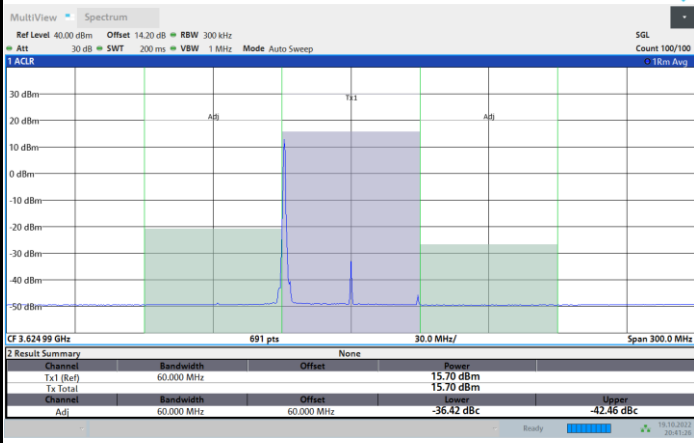 MultiView Spectrum
Ref Level 40.00 dBm Offset 14.20 dB RBW 300 kHz SGL
Att 30 dB SWT 200 ms VBW 1 MHz Mode Auto Sweep Count 100/100
1 ACLR 1Rm Avg
30 dBm
Tx1
20 dBm
Adj Adj
10 dBm
0 dBm
-10 dBm
-20 dBm
-30 dBm
-40 dBm
-50 dBm
CF 3.62499 GHz 691 pts 30.0 MHz/ Span 300.0 MHz
2 Result Summary None
Channel Bandwidth Offset Power
Tx1 (Ref) 60.000 MHz 15.70 dBm
Tx Total 15.70 dBm
Channel Bandwidth Offset Lower Upper
Adj 60.000 MHz 60.000 MHz -36.42 dBc -42.46 dBc
Ready 19.10.2022
20:41:26